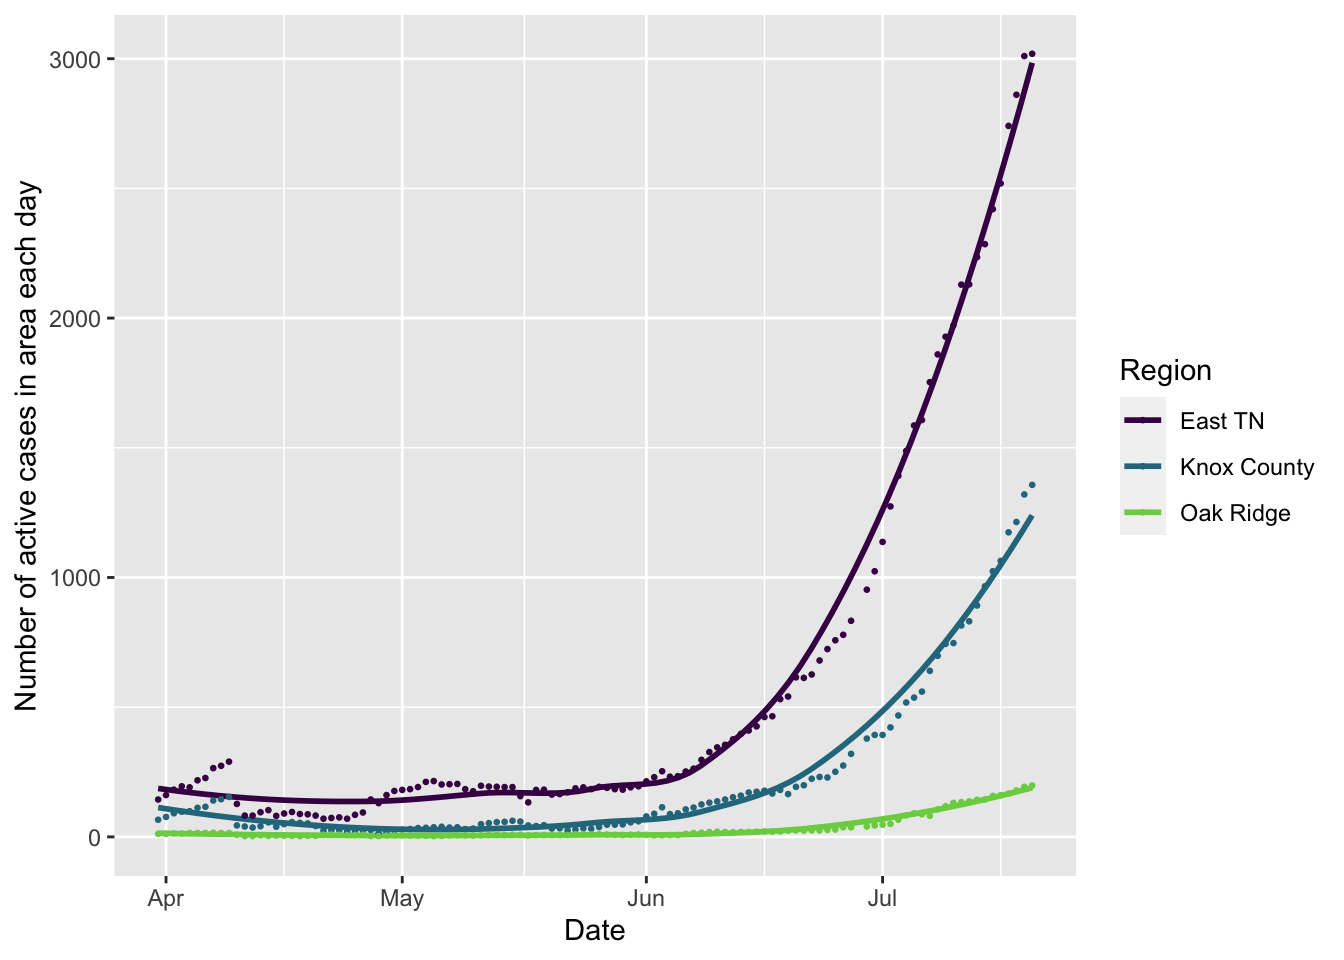 3000
2000
1000
0
Number of active cases in area each day
Apr
May
Jun
Jul
Date
Region
East TN
Knox County
Oak Ridge